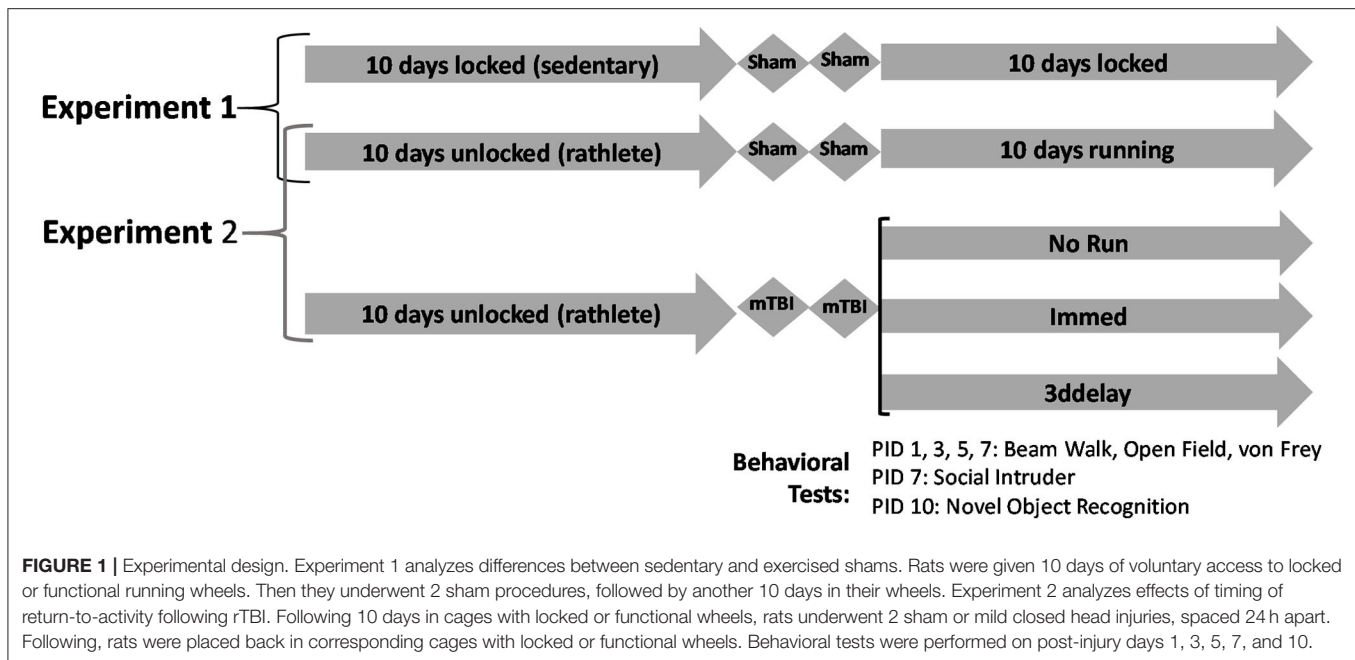 10 days locked (sedentary)
Sham
Sham
10 days locked
Experiment 1
10 days unlocked (rathlete)
Sham
Sham
10 days running
Experiment 2
No Run
10 days unlocked (rathlete)
mTBI
mTBI
Immed
3ddelay
Behavioral
Tests:
PID 1, 3, 5, 7: Beam Walk, Open Field, von Frey
PID 7: Social Intruder
PID 10: Novel Object Recognition
FIGURE 1 | Experimental design. Experiment 1 analyzes differences between sedentary and exercised shams. Rats were given 10 days of voluntary access to locked
or functional running wheels. Then they underwent 2 sham procedures, followed by another 10 days in their wheels. Experiment 2 analyzes effects of timing of
return-to-activity following rTBI. Following 10 days in cages with locked or functional wheels, rats underwent 2 sham or mild closed head injuries, spaced 24 h apart.
Following, rats were placed back in corresponding cages with locked or functional wheels. Behavioral tests were performed on post-injury days 1, 3, 5, 7, and 10.